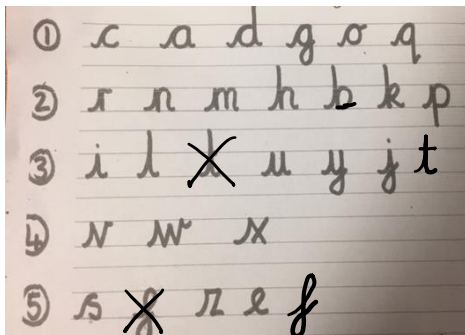 ① c a d g o q
② r n m h b k p
③ i l u y j t
④ v w x
⑤ s z e f